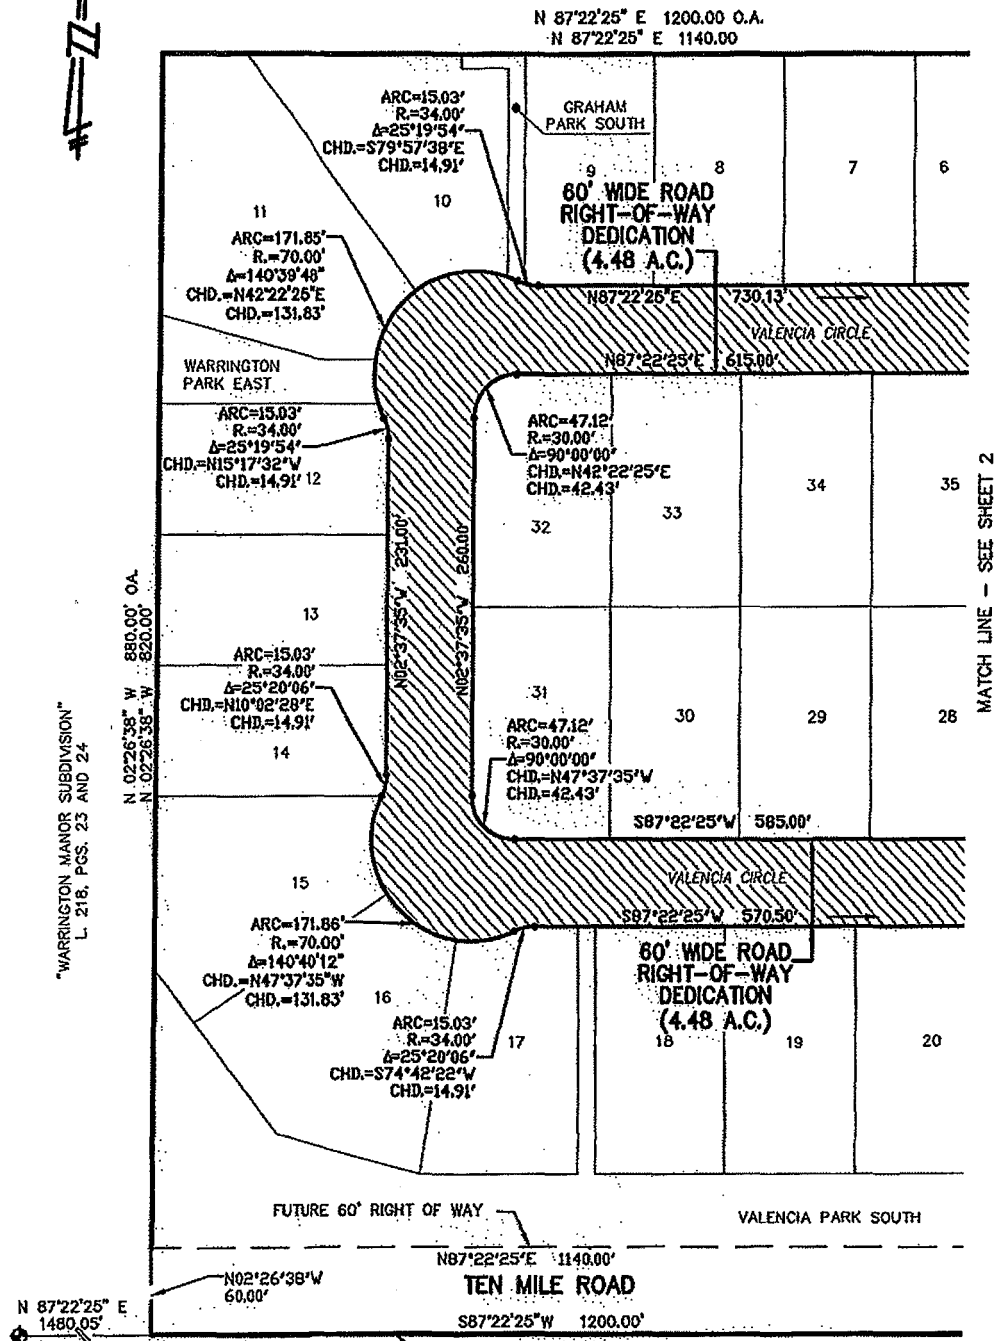 N 87°22'25" E 1200.00 O.A.
N 87°22'25" E 1140.00
ARC=15.03'
R.=34.00'
Δ=25°19'54"
CHD.=S79°57'38"E
CHD.=14.91'
GRAHAM
PARK SOUTH
9
8
7
6
10
11
60' WIDE ROAD
RIGHT-OF-WAY
DEDICATION
(4.48 A.C.)
ARC=171.85'
R.=70.00'
Δ=140°39'48"
CHD.=N42°22'25"E
CHD.=131.83'
N87°22'25"E 730.13'
VALENCIA CIRCLE
N87°22'25"E 615.00'
WARRINGTON
PARK EAST
ARC=15.03'
R.=34.00'
Δ=25°19'54"
CHD.=N15°17'32"W
CHD.=14.91'
12
ARC=47.12'
R.=30.00'
Δ=90°00'00"
CHD.=N42°22'25"E
CHD.=42.43'
32
33
34
35
MATCH LINE - SEE SHEET 2
N02°37'35"W 231.00'
N02°37'35"W 260.00'
13
N 02°26'38" W 880.00' OA.
N 02°26'38" W 820.00'
"WARRINGTON MANOR SUBDIVISION"
L. 218, PGS. 23 AND 24
ARC=15.03'
R.=34.00'
Δ=25°20'06"
CHD.=N10°02'28"E
CHD.=14.91'
14
31
30
29
28
ARC=47.12'
R.=30.00'
Δ=90°00'00"
CHD.=N47°37'35"W
CHD.=42.43'
S87°22'25"W 585.00'
VALENCIA CIRCLE
S87°22'25"W 570.50'
15
ARC=171.86'
R.=70.00'
Δ=140°40'12"
CHD.=N47°37'35"W
CHD.=131.83'
60' WIDE ROAD
RIGHT-OF-WAY
DEDICATION
(4.48 A.C.)
16
ARC=15.03'
R.=34.00'
Δ=25°20'06"
CHD.=S74°42'22"W
CHD.=14.91'
17
18
19
20
FUTURE 60' RIGHT OF WAY
VALENCIA PARK SOUTH
N87°22'25"E 1140.00'
N02°26'38"W
60.00'
TEN MILE ROAD
N 87°22'25" E
1480.05'
S87°22'25"W 1200.00'